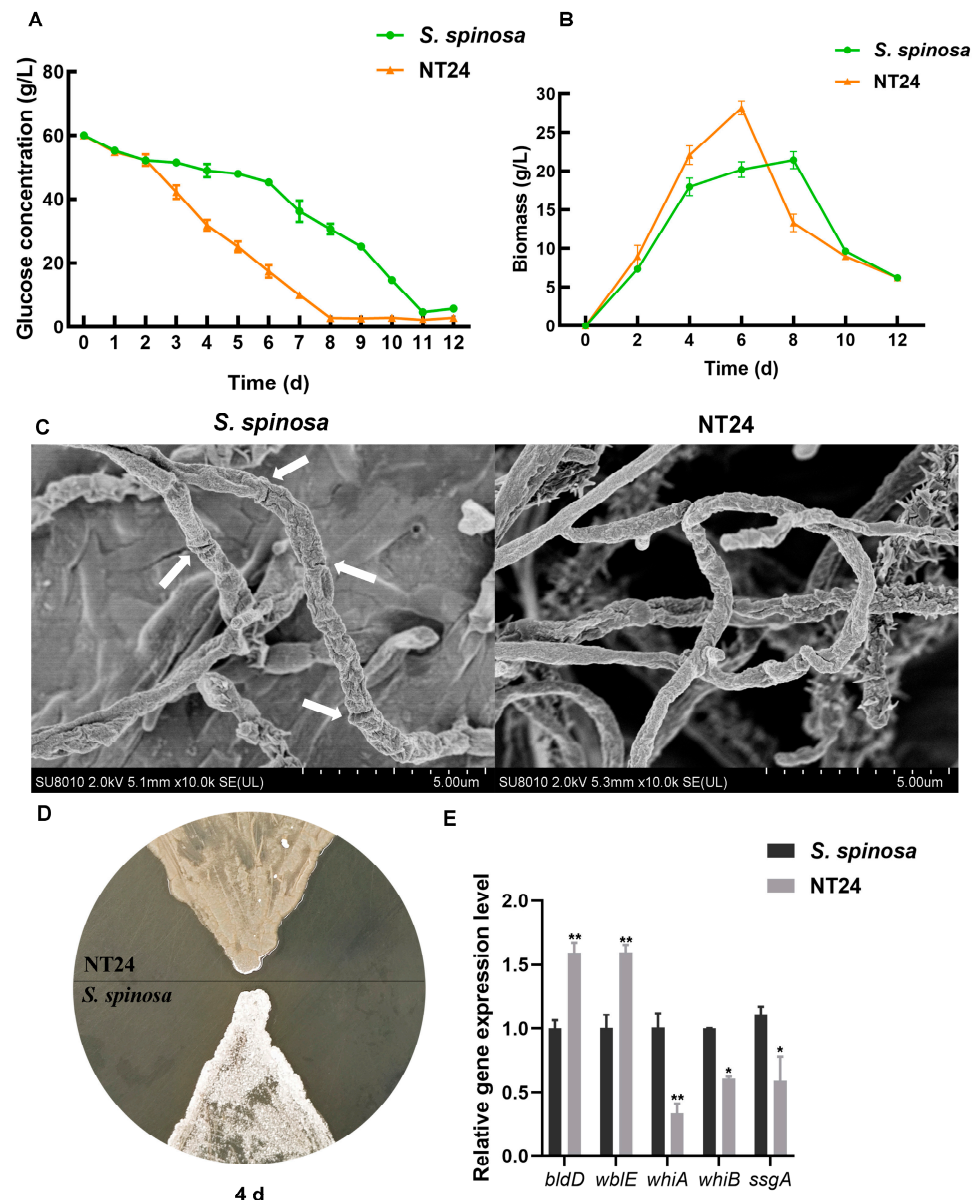 A
S. spinosa
NT24
Glucose concentration (g/L)
80
60
40
20
0
0 1 2 3 4 5 6 7 8 9 10 11 12
Time (d)
B
S. spinosa
NT24
Biomass (g/L)
30
25
20
15
10
5
0
0 2 4 6 8 10 12
Time (d)
C
S. spinosa
NT24
SU8010 2.0kV 5.1mm x10.0k SE(UL) 5.00um
SU8010 2.0kV 5.3mm x10.0k SE(UL) 5.00um
D
NT24
S. spinosa
4 d
E
S. spinosa
NT24
Relative gene expression level
2.0
1.5
1.0
0.5
0.0
** ** ** * *
bldD wblE whiA whiB ssgA